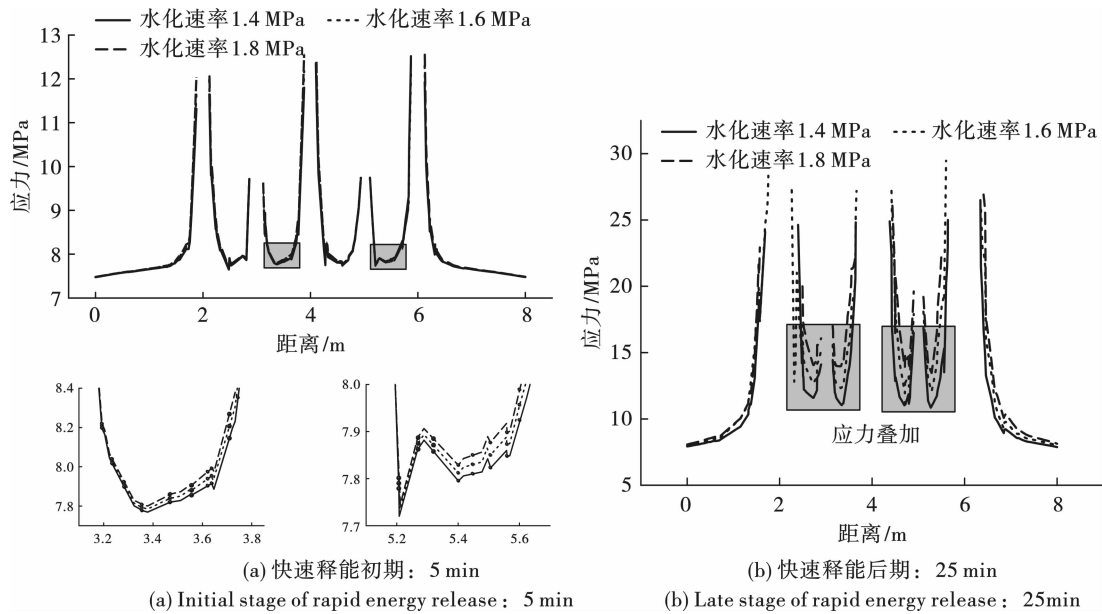 水化速率1.4 MPa
水化速率1.6 MPa
水化速率1.8 MPa
13
12
11
10
9
8
7
应力/MPa
0
2
4
6
8
距离/m
8.4
8.2
8.0
7.8
3.2
3.4
3.6
3.8
8.0
7.9
7.8
7.7
5.2
5.4
5.6
(a) 快速释能初期：5 min
(a) Initial stage of rapid energy release：5 min
水化速率1.4 MPa
水化速率1.6 MPa
水化速率1.8 MPa
30
25
20
15
10
5
应力/MPa
应力叠加
0
2
4
6
8
距离/m
(b) 快速释能后期：25 min
(b) Late stage of rapid energy release：25min